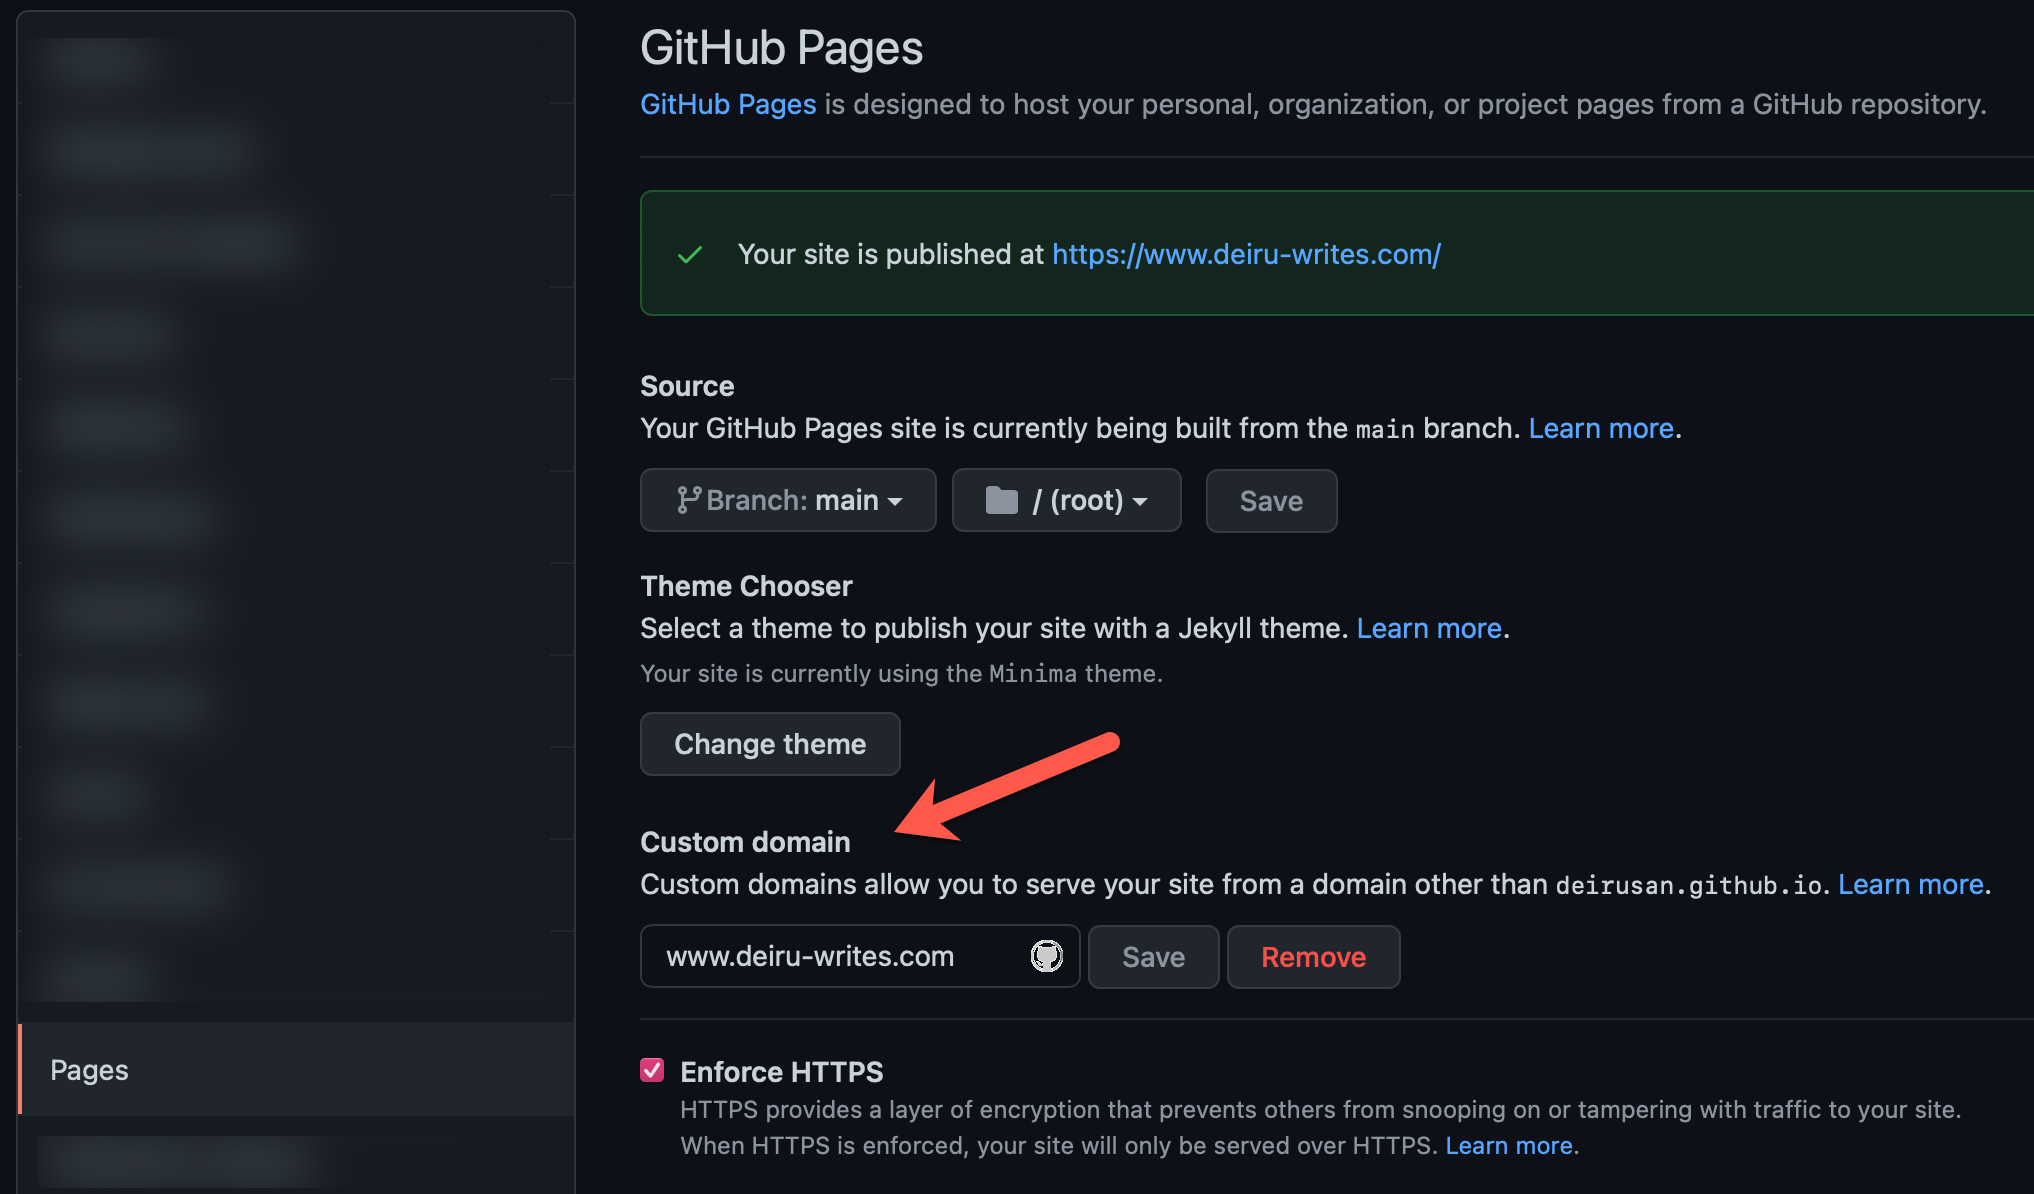 GitHub Pages
GitHub Pages is designed to host your personal, organization, or project pages from a GitHub repository.
Your site is published at https://www.deiru-writes.com/
Source
Your GitHub Pages site is currently being built from the main branch. Learn more.
Branch: main
/ (root)
Save
Theme Chooser
Select a theme to publish your site with a Jekyll theme. Learn more.
Your site is currently using the Minima theme.
Change theme
Custom domain
Custom domains allow you to serve your site from a domain other than deirusan.github.io. Learn more.
www.deiru-writes.com
Save
Remove
Pages
Enforce HTTPS
HTTPS provides a layer of encryption that prevents others from snooping on or tampering with traffic to your site.
When HTTPS is enforced, your site will only be served over HTTPS. Learn more.